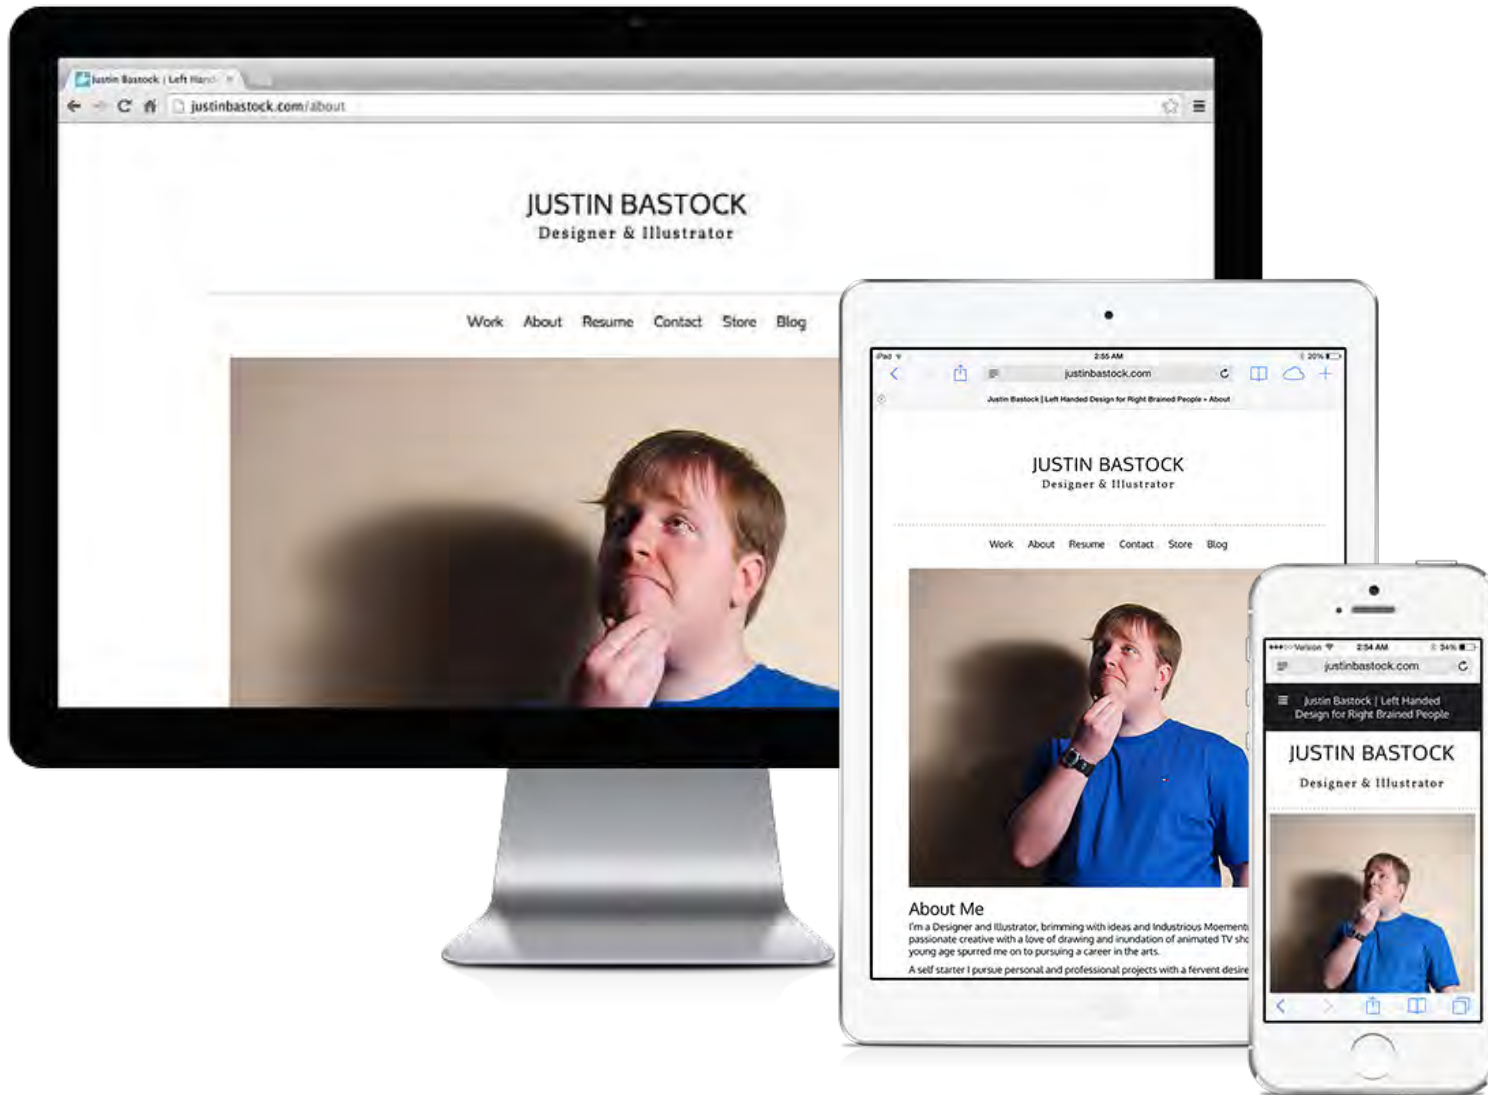 Justin Bastock | Left Hand
justinbastock.com/about
JUSTIN BASTOCK
Designer & Illustrator
Work About Resume Contact Store Blog
iPad 2:55 AM 20%
justinbastock.com
Justin Bastock | Left Handed Design for Right Brained People » About
JUSTIN BASTOCK
Designer & Illustrator
Work About Resume Contact Store Blog
About Me
I'm a Designer and Illustrator, brimming with ideas and Industrious Moement
passionate creative with a love of drawing and inundation of animated TV sho
young age spurred me on to pursuing a career in the arts.
A self starter I pursue personal and professional projects with a fervent desire
Verizon 2:54 AM 34%
justinbastock.com
Justin Bastock | Left Handed
Design for Right Brained People
JUSTIN BASTOCK
Designer & Illustrator